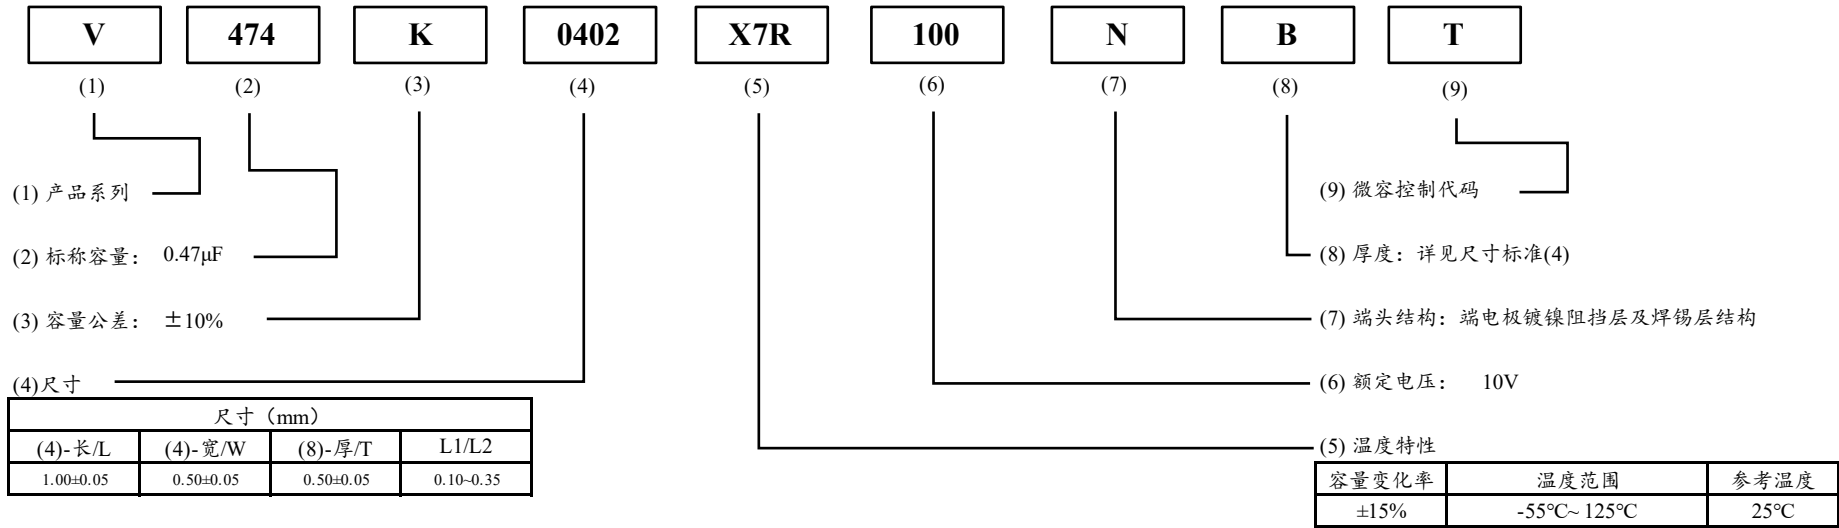 V 474 K 0402 X7R 100 N B T
(1) (2) (3) (4) (5) (6) (7) (8) (9)
(1) 产品系列
(9) 微容控制代码
(2) 标称容量： 0.47μF
(8) 厚度：详见尺寸标准(4)
(3) 容量公差： ±10%
(7) 端头结构：端电极镀镍阻挡层及焊锡层结构
(4)尺寸
(6) 额定电压： 10V
尺寸（mm）
(4)-长/L (4)-宽/W (8)-厚/T L1/L2
1.00±0.05 0.50±0.05 0.50±0.05 0.10~0.35
(5) 温度特性
容量变化率 温度范围 参考温度
±15% -55℃~ 125℃ 25℃